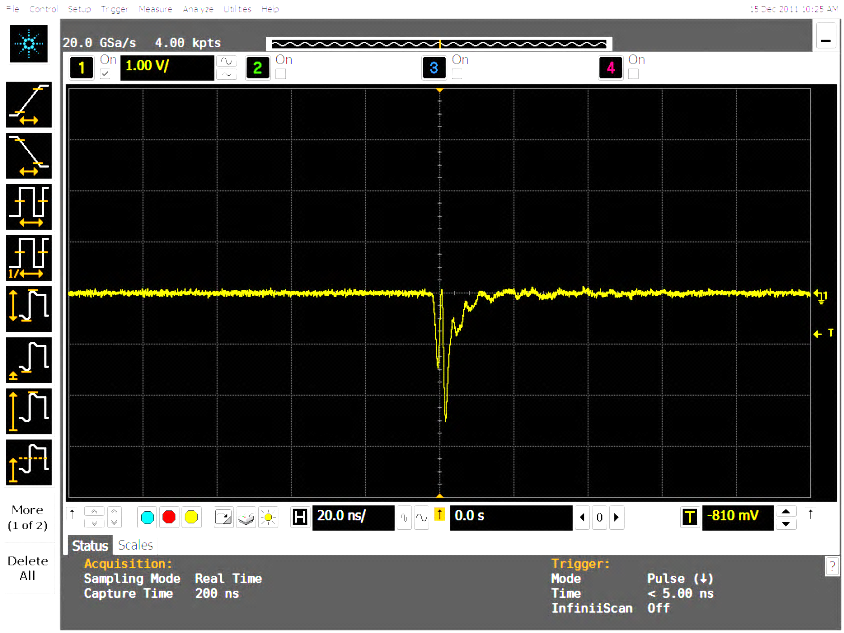 File Control Setup Trigger Measure Analyze Utilities Help 15 Dec 2011 10:25 AM
20.0 GSa/s 4.00 kpts
1 On 1.00 V/ 2 On 3 On 4 On
1
T
1/
More
(1 of 2)
Delete
All
H 20.0 ns/ 0.0 s 0 T -810 mV
Status Scales
Acquisition:
Sampling Mode Real Time
Capture Time 200 ns
Trigger:
Mode Pulse (↓)
Time < 5.00 ns
InfiniiScan Off
?